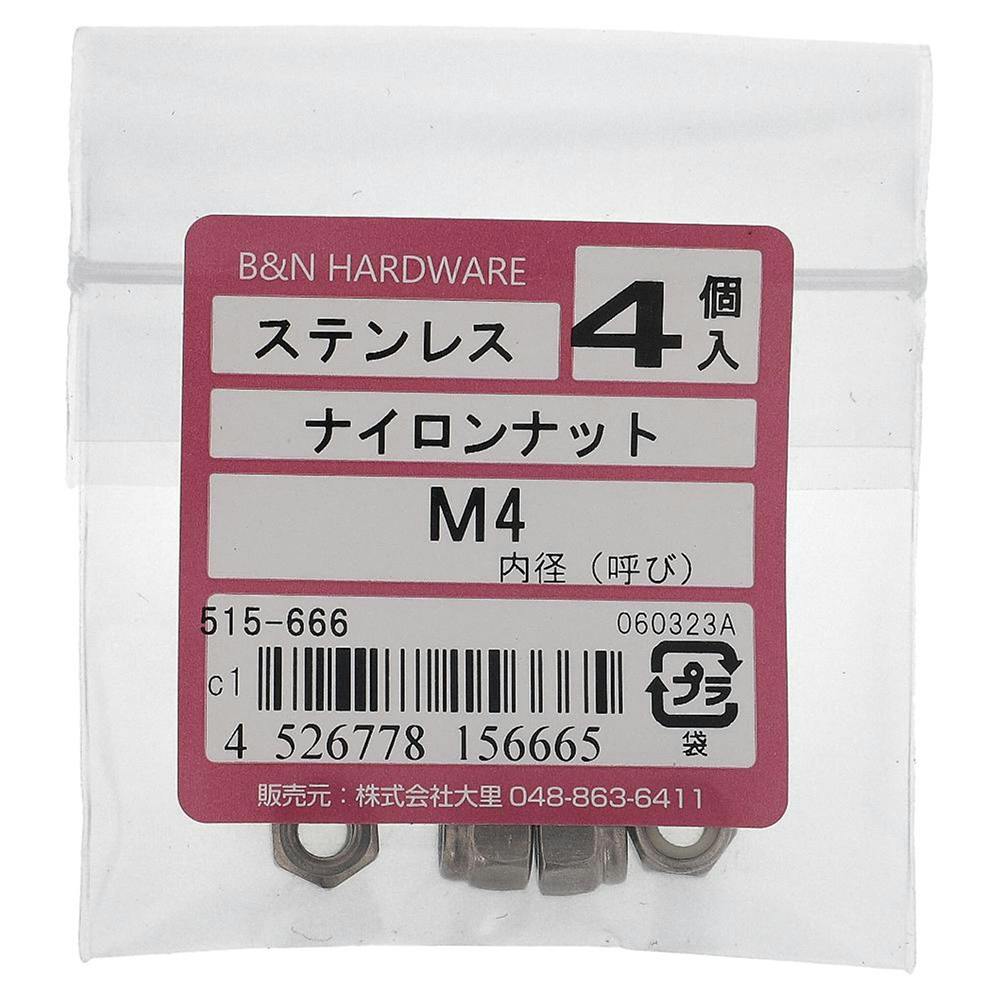 B&N HARDWARE
ステンレス
4個入
ナイロンナット
M4
内径（呼び）
515-666
060323A
c1
プラ
袋
4 526778 156665
販売元：株式会社大里 048-863-6411